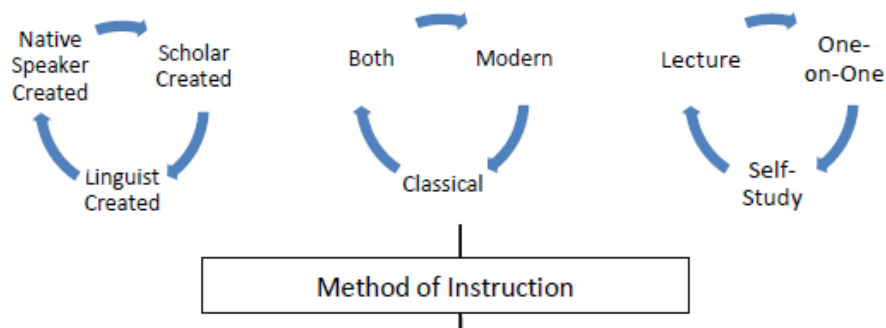 Native
Speaker
Created
Scholar
Created
Linguist
Created
Both
Modern
Classical
Lecture
One-
on-One
Self-
Study
Method of Instruction